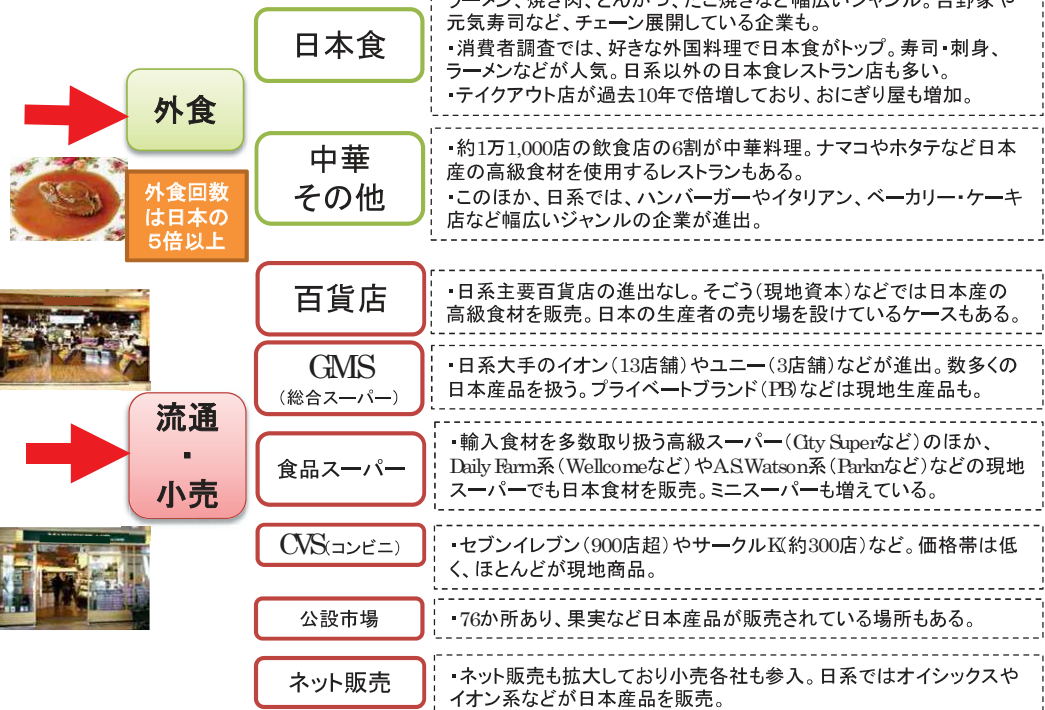 ラーメン、焼き肉、とんかつ、たこ焼きなど幅広いジャンル。吉野家や
元気寿司など、チェーン展開している企業も。
・消費者調査では、好きな外国料理で日本食がトップ。寿司・刺身、
ラーメンなどが人気。日系以外の日本食レストラン店も多い。
・テイクアウト店が過去10年で倍増しており、おにぎり屋も増加。
日本食
外食
外食回数
は日本の
5倍以上
中華
その他
・約1万1,000店の飲食店の6割が中華料理。ナマコやホタテなど日本
産の高級食材を使用するレストランもある。
・このほか、日系では、ハンバーガーやイタリアン、ベーカリー・ケーキ
店など幅広いジャンルの企業が進出。
百貨店
・日系主要百貨店の進出なし。そごう（現地資本）などでは日本産の
高級食材を販売。日本の生産者の売り場を設けているケースもある。
GMS
（総合スーパー）
・日系大手のイオン（13店舗）やユニー（3店舗）などが進出。数多くの
日本産品を扱う。プライベートブランド（PB）などは現地生産品も。
流通
・
小売
食品スーパー
・輸入食材を多数取り扱う高級スーパー（City Superなど）のほか、
Daily Farm系（Wellcomeなど）やA.S.Watson系（Parknなど）などの現地
スーパーでも日本食材を販売。ミニスーパーも増えている。
CVS（コンビニ）
・セブンイレブン（900店超）やサークルK（約300店）など。価格帯は低
く、ほとんどが現地商品。
公設市場
・76か所あり、果実など日本産品が販売されている場所もある。
ネット販売
・ネット販売も拡大しており小売各社も参入。日系ではオイシックスや
イオン系などが日本産品を販売。